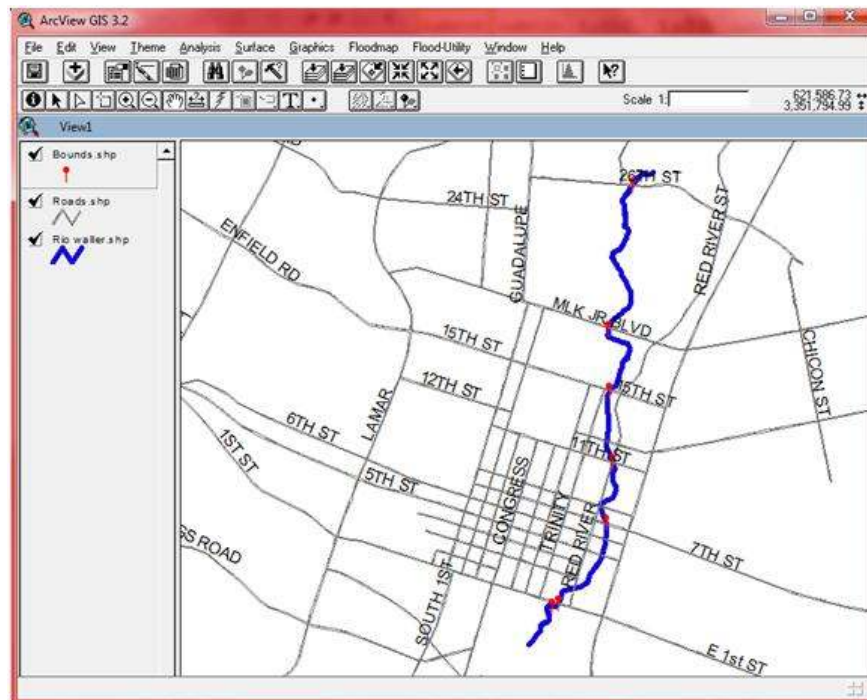 ArcView GIS 3.2
File Edit View Theme Analysis Surface Graphics Floodmap Flood-Utility Window Help
Scale 1:
621,586.73
3,351,794.99
View1
Bounds.shp
Roads.shp
Rio waller.shp
26TH ST
24TH ST
RED RIVER ST
ENFIELD RD
GUADALUPE
MLK JR BLVD
15TH ST
CHICON ST
12TH ST
15TH ST
LAMAR
6TH ST
11TH ST
1ST ST
5TH ST
CONGRESS
TRINITY
RED RIVER
7TH ST
GS ROAD
SOUTH 1ST
E 1st ST